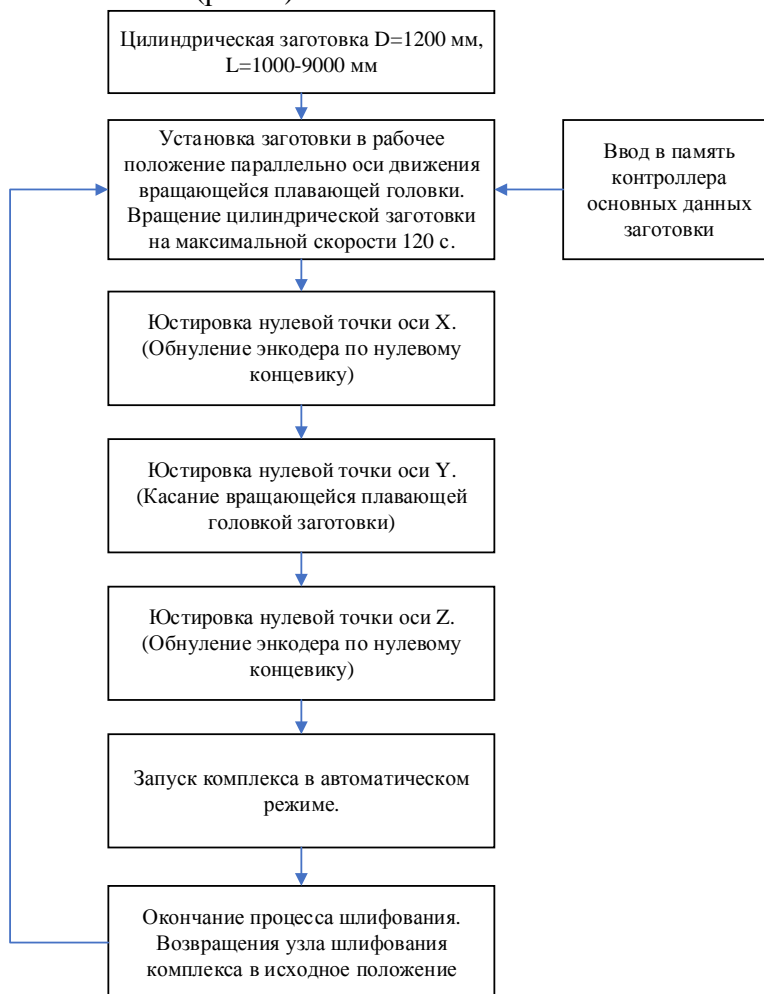 Цилиндрическая заготовка D=1200 мм,
L=1000-9000 мм
Установка заготовки в рабочее
положение параллельно оси движения
вращающейся плавающей головки.
Вращение цилиндрической заготовки
на максимальной скорости 120 с.
Ввод в память
контроллера
основных данных
заготовки
Юстировка нулевой точки оси X.
(Обнуление энкодера по нулевому
концевику)
Юстировка нулевой точки оси Y.
(Касание вращающейся плавающей
головкой заготовки)
Юстировка нулевой точки оси Z.
(Обнуление энкодера по нулевому
концевику)
Запуск комплекса в автоматическом
режиме.
Окончание процесса шлифования.
Возвращения узла шлифования
комплекса в исходное положение